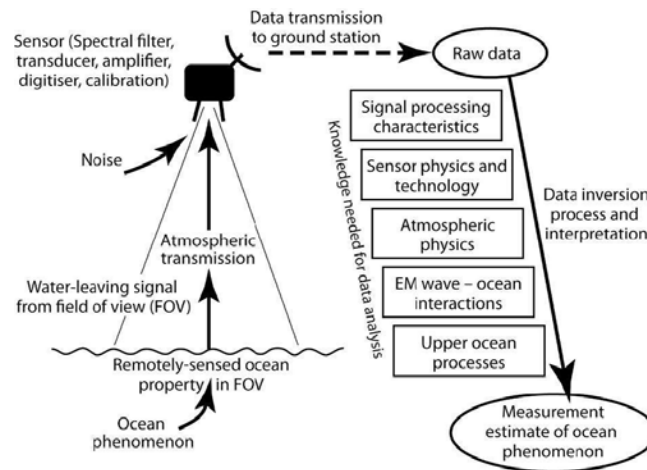 Sensor (Spectral filter,
transducer, amplifier,
digitiser, calibration)
Data transmission
to ground station
Raw data
Noise
Atmospheric
transmission
Water-leaving signal
from field of view (FOV)
Remotely-sensed ocean
property in FOV
Ocean
phenomenon
Knowledge needed for data analysis
Signal processing
characteristics
Sensor physics and
technology
Atmospheric
physics
EM wave – ocean
interactions
Upper ocean
processes
Data inversion
process and
interpretation
Measurement
estimate of ocean
phenomenon